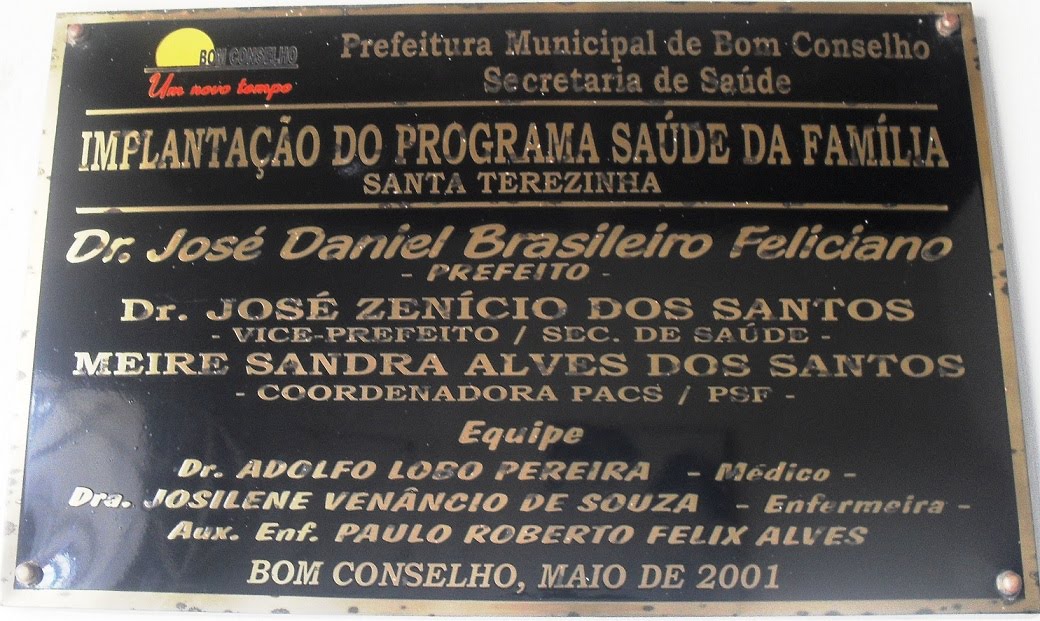 BOM CONSELHO
Um novo tempo
Prefeitura Municipal de Bom Conselho
Secretaria de Saúde
IMPLANTAÇÃO DO PROGRAMA SAÚDE DA FAMÍLIA
SANTA TEREZINHA
Dr. José Daniel Brasileiro Feliciano
- PREFEITO -
Dr. JOSÉ ZENÍCIO DOS SANTOS
- VICE-PREFEITO / SEC. DE SAÚDE -
MEIRE SANDRA ALVES DOS SANTOS
- COORDENADORA PACS / PSF -
Equipe
Dr. ADOLFO LOBO PEREIRA - Médico -
Dra. JOSILENE VENÂNCIO DE SOUZA - Enfermeira -
Aux. Enf. PAULO ROBERTO FELIX ALVES
BOM CONSELHO, MAIO DE 2001